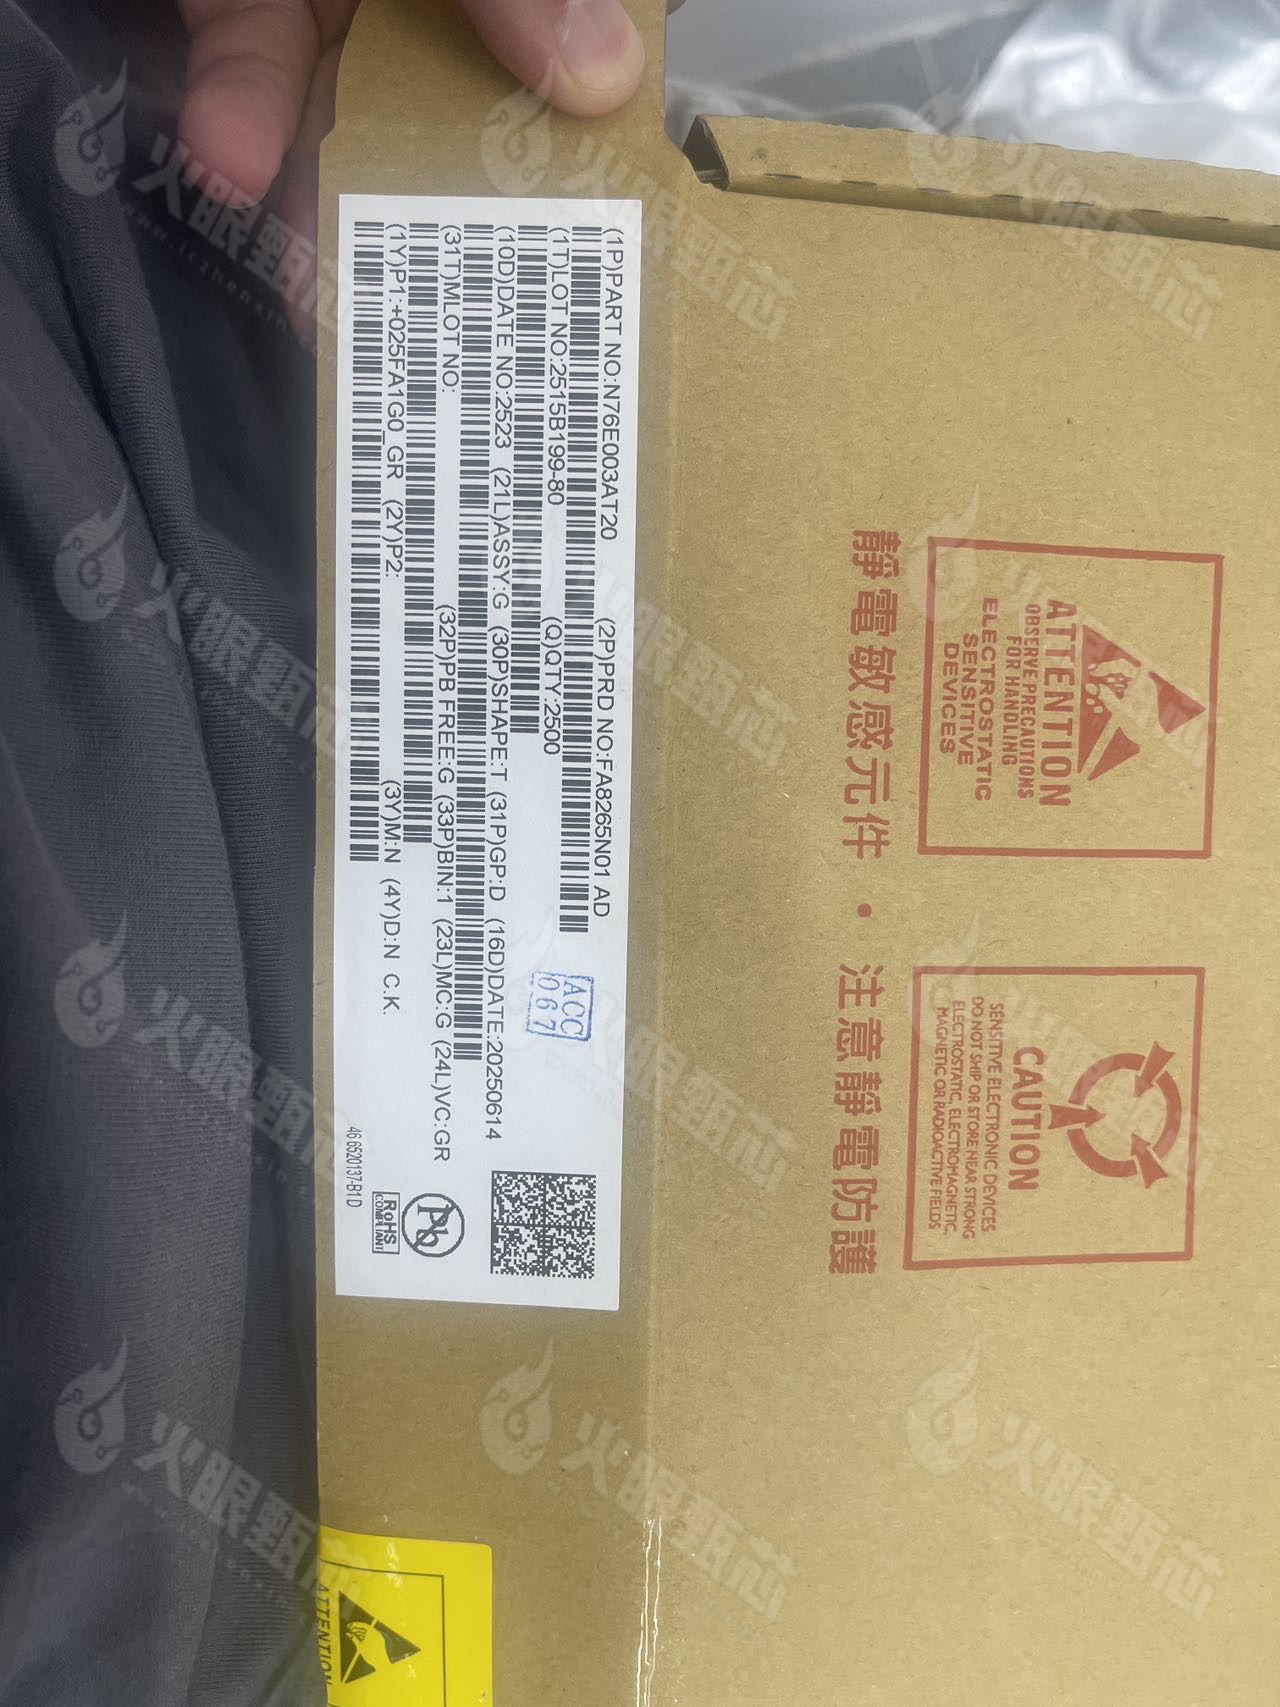 (1P)PART NO:N76E003AT20 (2P)PRD NO:FA8265N01 AD
(1T)LOT NO:2515B199-80 (Q)QTY:2500
(10D)DATE NO:2523 (21L)ASSY:G (30P)SHAPE:T (31P)GP:D (16D)DATE:20250614
(31T)MLOT NO: (32P)PB FREE:G (33P)BIN:1 (23L)MC:G (24L)VC:GR
(1Y)P1:+025FA1G0_GR (2Y)P2: (3Y)M:N (4Y)D:N C.K.
ACC
067
Pb
RoHS
COMPLIANT
46 6520137-B1D
ATTENTION
OBSERVE PRECAUTIONS
FOR HANDLING
ELECTROSTATIC
SENSITIVE
DEVICES
CAUTION
SENSITIVE ELECTRONIC DEVICES
DO NOT SHIP OR STORE NEAR STRONG
ELECTROSTATIC, ELECTROMAGNETIC,
MAGNETIC OR RADIOACTIVE FIELDS
靜電敏感元件・注意靜電防護
ATTENTION
火眼甄芯
www.iczhenxin.com